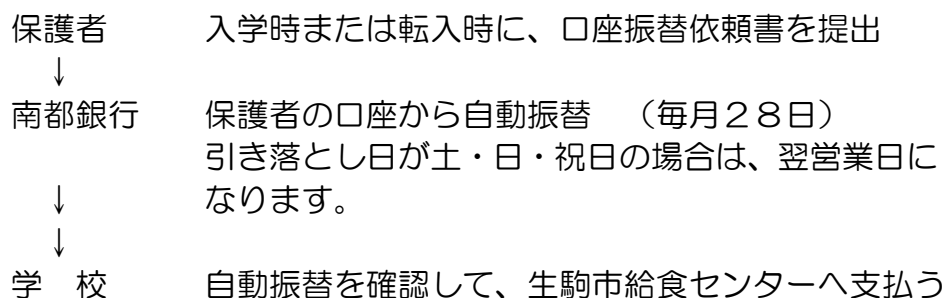 保護者　　入学時または転入時に、口座振替依頼書を提出
↓
南都銀行　　保護者の口座から自動振替　（毎月２８日）
引き落とし日が土・日・祝日の場合は、翌営業日に
↓　　なります。
↓
学　校　　自動振替を確認して、生駒市給食センターへ支払う